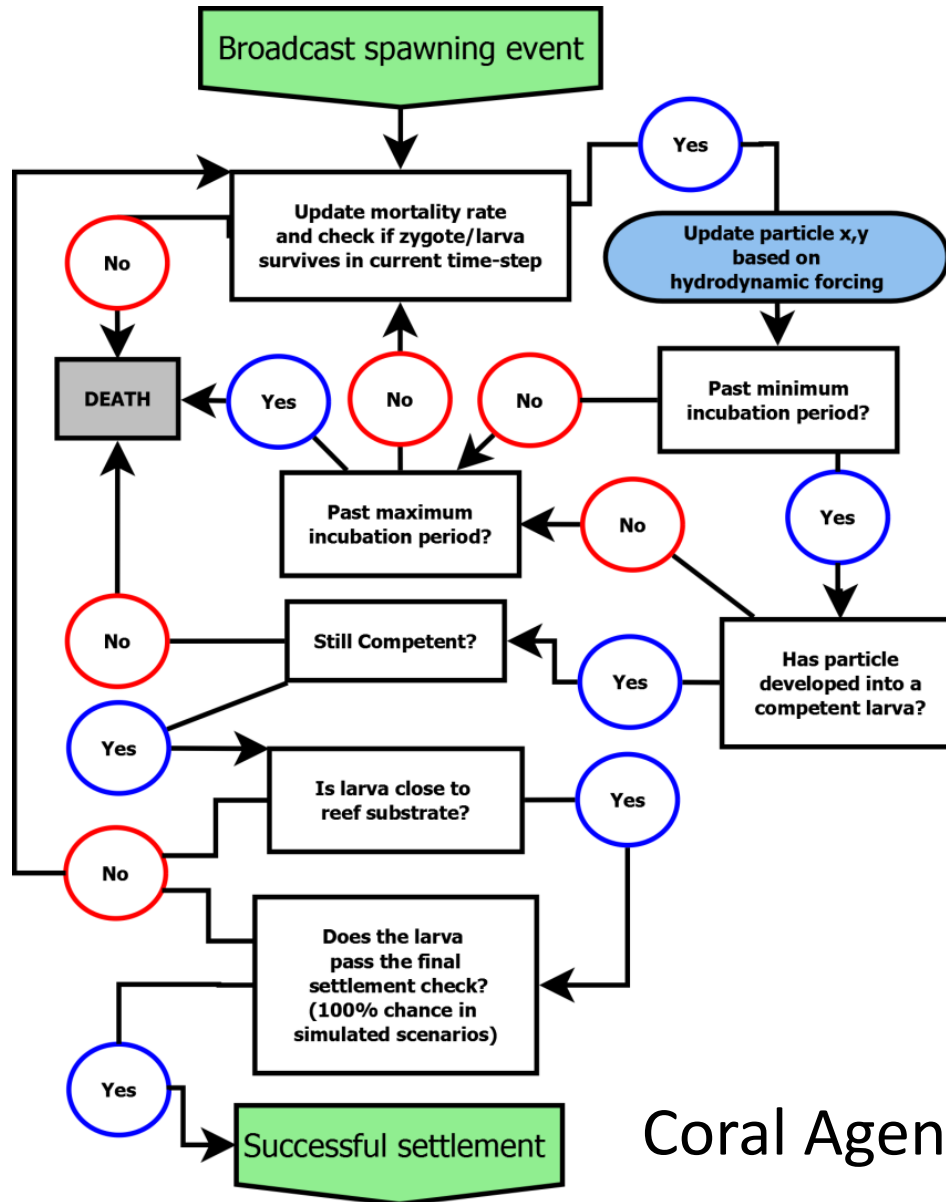 Broadcast spawning event
Yes
Update mortality rate
and check if zygote/larva
survives in current time-step
Update particle x,y
based on
hydrodynamic forcing
No
DEATH
Yes
No
No
Past minimum
incubation period?
Past maximum
incubation period?
No
Yes
No
Still Competent?
Yes
Has particle
developed into a
competent larva?
Yes
Is larva close to
reef substrate?
Yes
No
Does the larva
pass the final
settlement check?
(100% chance in
simulated scenarios)
Yes
Successful settlement
Coral Agen